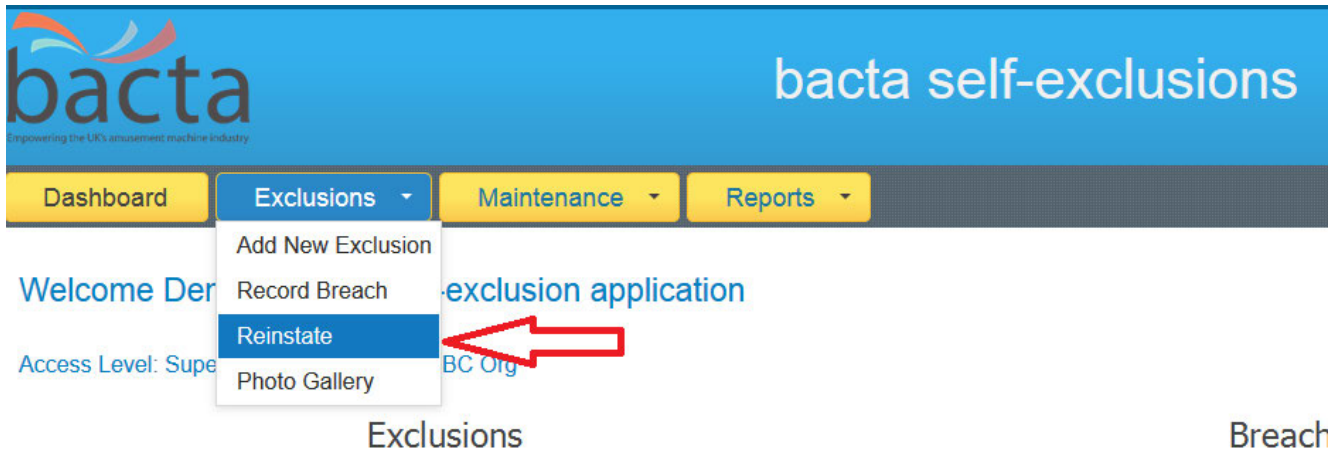 bacta
Empowering the UK's amusement machine industry
bacta self-exclusions
Dashboard Exclusions Maintenance Reports
Add New Exclusion
Record Breach
Reinstate
Photo Gallery
Welcome Der -exclusion application
Access Level: Supe BC Org
Exclusions Breach